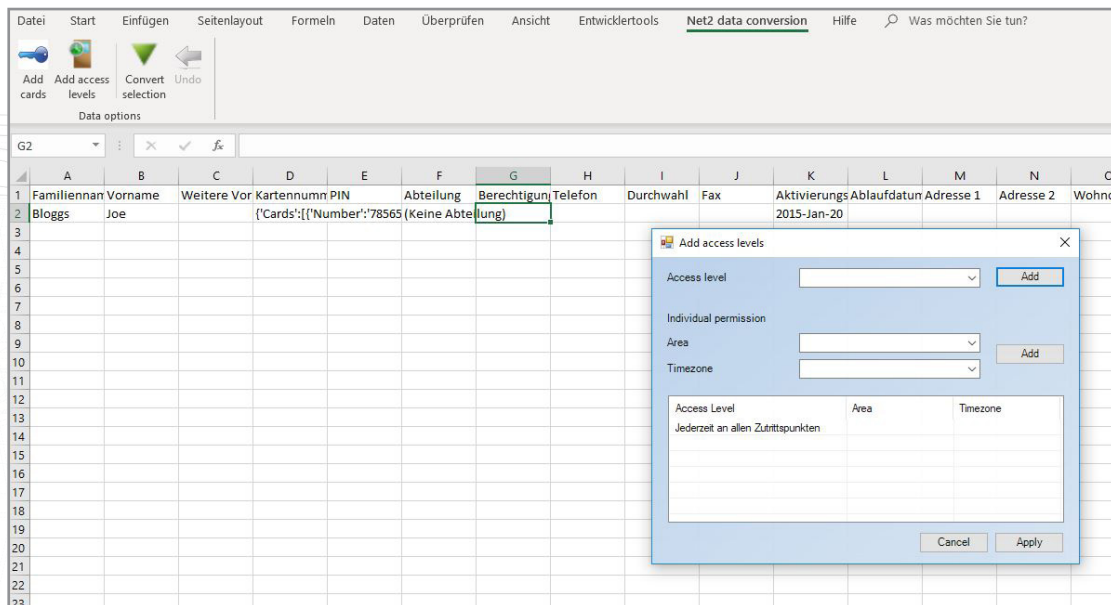 Datei Start Einfügen Seitenlayout Formeln Daten Überprüfen Ansicht Entwicklertools Net2 data conversion Hilfe Was möchten Sie tun?
Add cards
Add access levels
Convert selection
Undo
Data options
G2 fx
A B C D E F G H I J K L M N
1 Familiennam Vorname Weitere Vor Kartennumm PIN Abteilung Berechtigung Telefon Durchwahl Fax Aktivierungs Ablaufdatum Adresse 1 Adresse 2 Wohno
2 Bloggs Joe {'Cards':[{'Number':'78565 (Keine Abteilung) 2015-Jan-20
3
4
5
6
7
8
9
10
11
12
13
14
15
16
17
18
19
20
21
22
23
Add access levels
Access level Add
Individual permission
Area
Add
Timezone
Access Level Area Timezone
Jederzeit an allen Zutrittspunkten
Cancel Apply